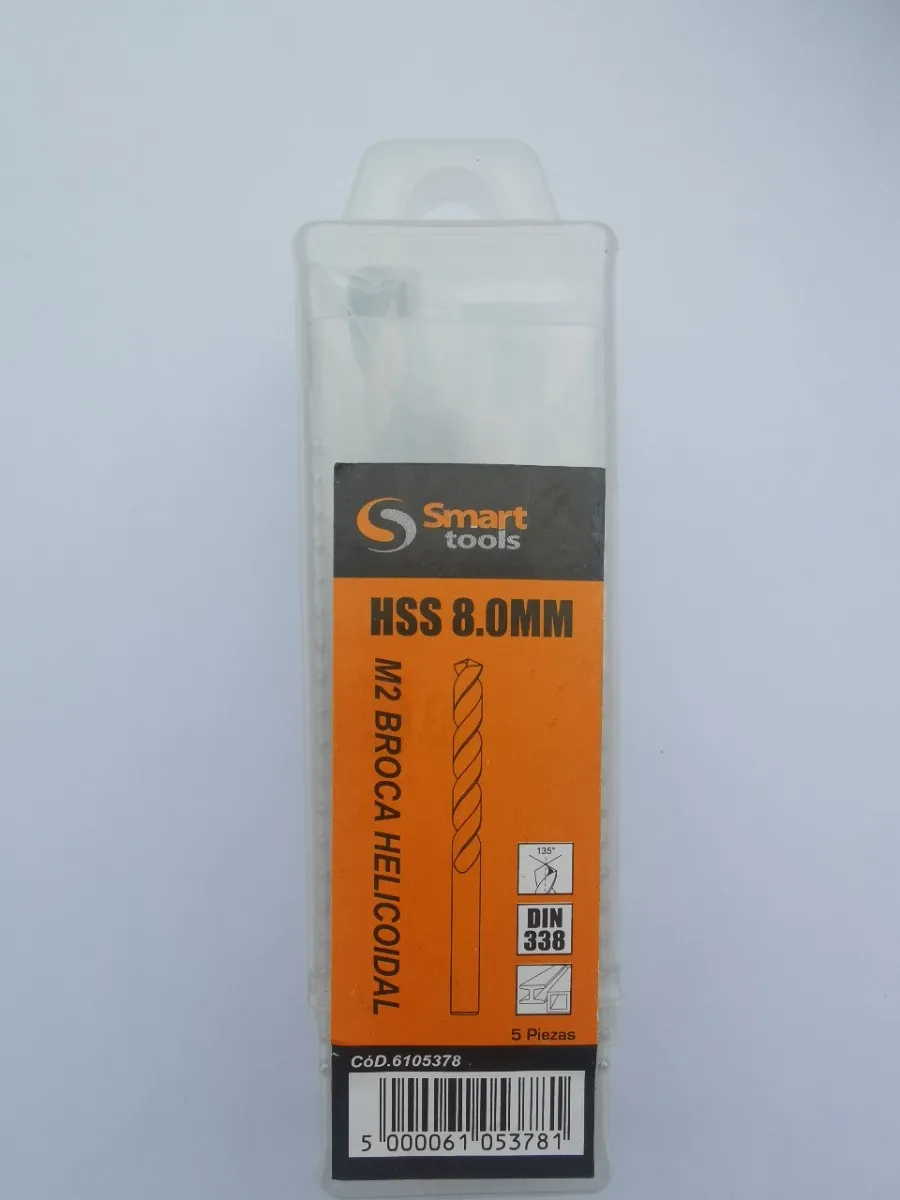 Smart
tools
HSS 8.0MM
M2 BROCA HELICOIDAL
135°
DIN
338
5 Piezas
CóD.6105378
5 000061 053781